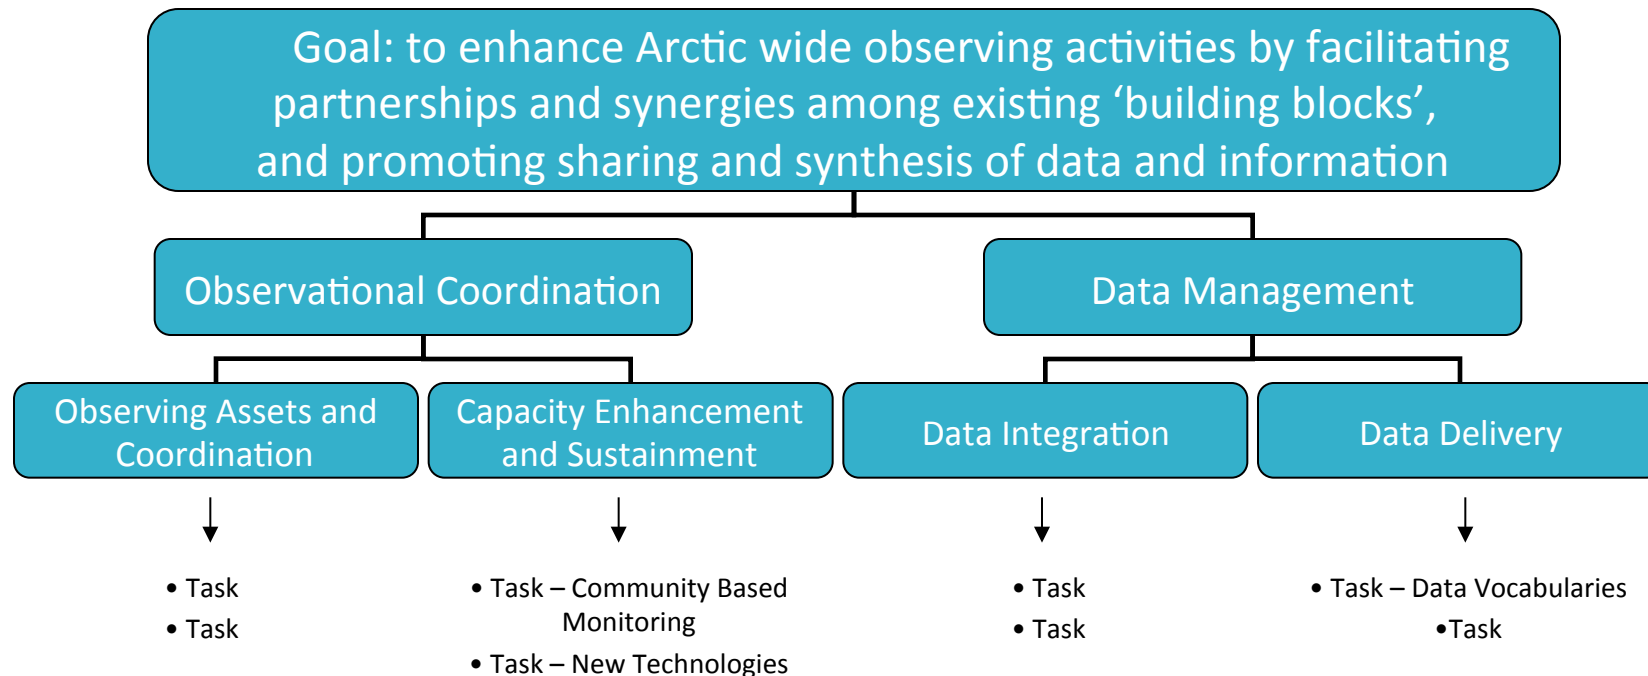 Goal: to enhance Arctic wide observing activities by facilitating
partnerships and synergies among existing ‘building blocks’,
and promoting sharing and synthesis of data and information
Observational Coordination
Data Management
Observing Assets and
Coordination
Capacity Enhancement
and Sustainment
Data Integration
Data Delivery
• Task
• Task
• Task – Community Based
Monitoring
• Task – New Technologies
• Task
• Task
• Task – Data Vocabularies
•Task